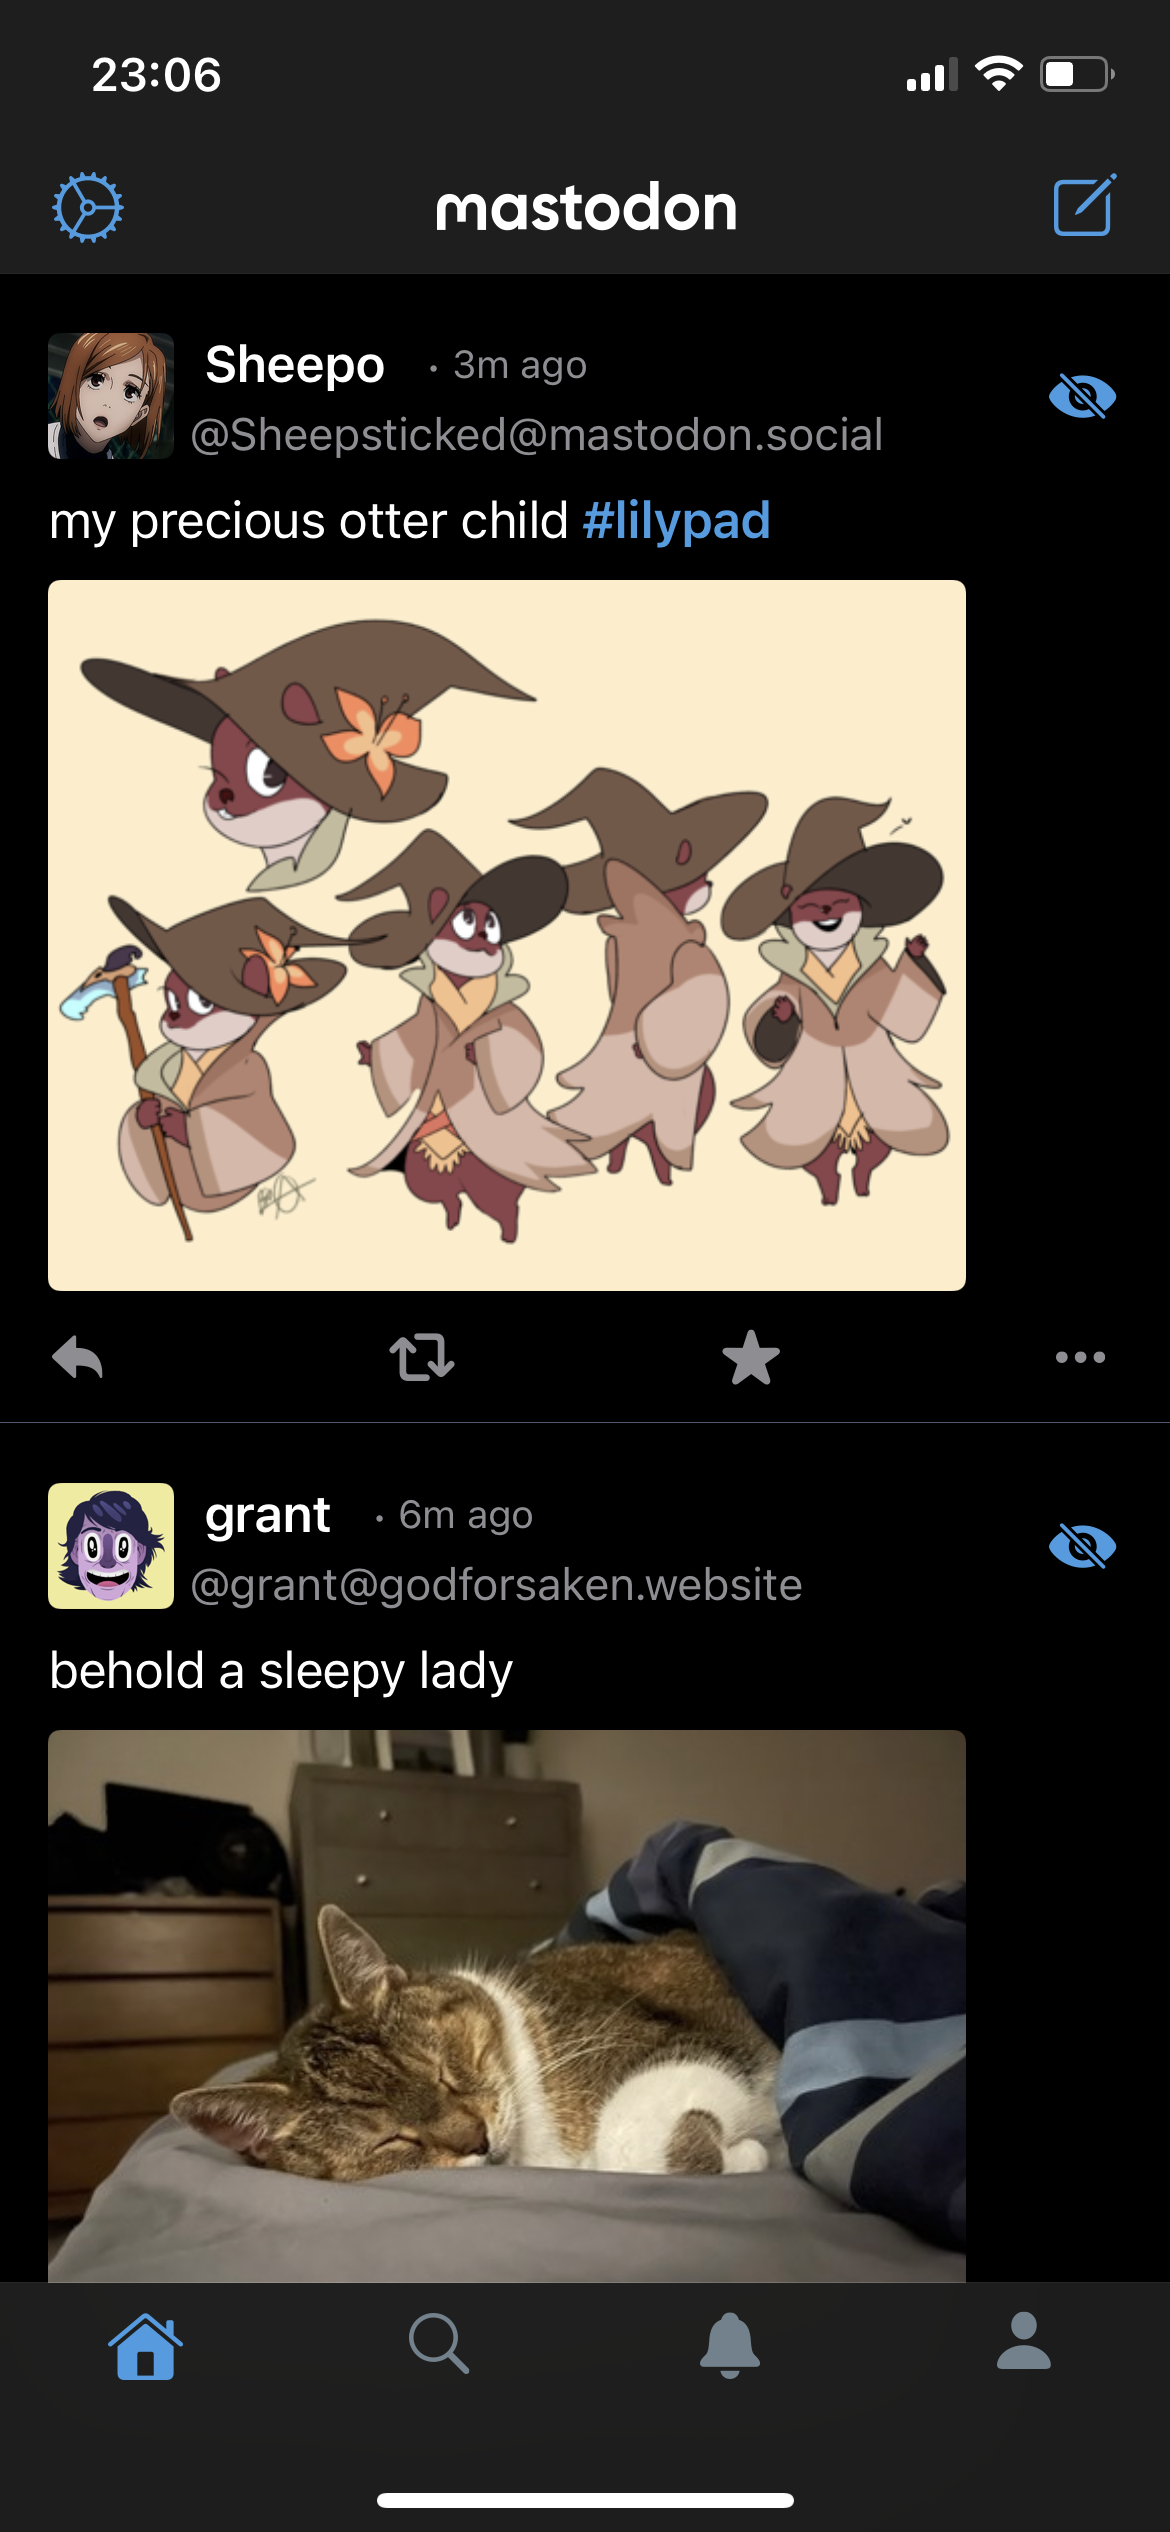 23:06
mastodon
Sheepo · 3m ago
@Sheepsticked@mastodon.social
my precious otter child #lilypad
grant · 6m ago
@grant@godforsaken.website
behold a sleepy lady